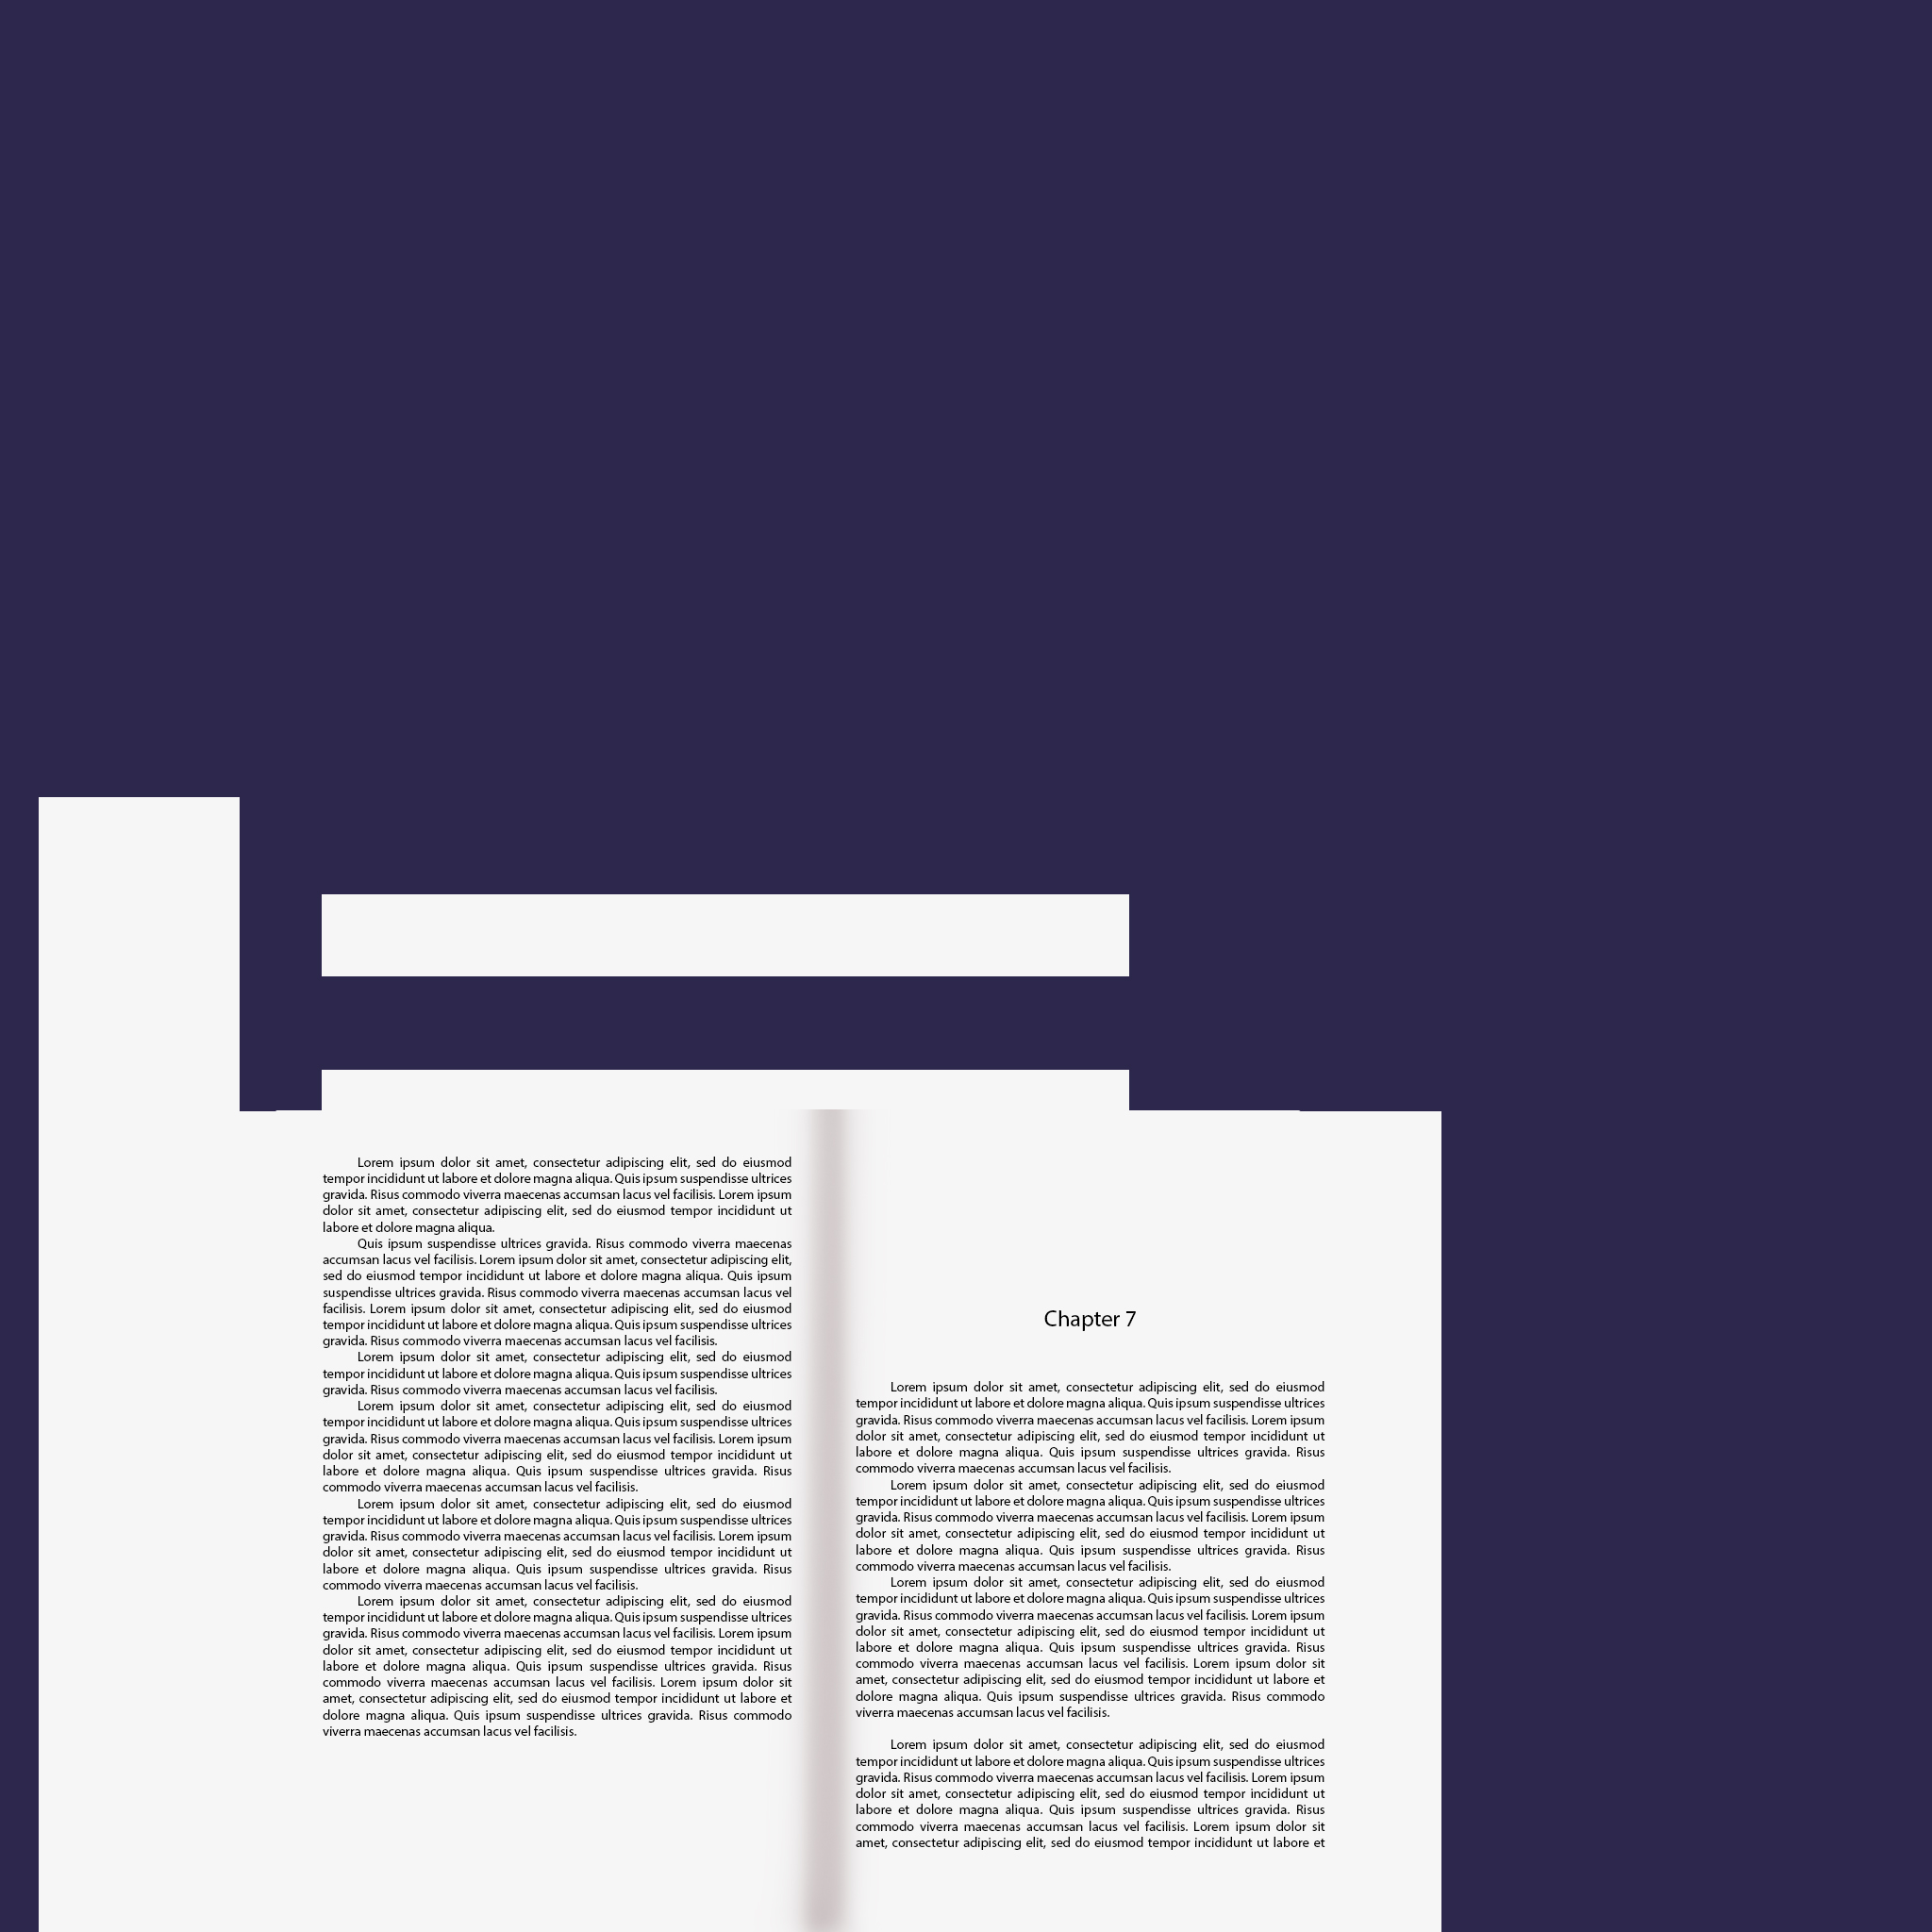 Lorem ipsum dolor sit amet, consectetur adipiscing elit, sed do eiusmod
tempor incididunt ut labore et dolore magna aliqua. Quis ipsum suspendisse ultrices
gravida. Risus commodo viverra maecenas accumsan lacus vel facilisis. Lorem ipsum
dolor sit amet, consectetur adipiscing elit, sed do eiusmod tempor incididunt ut
labore et dolore magna aliqua.
Quis ipsum suspendisse ultrices gravida. Risus commodo viverra maecenas
accumsan lacus vel facilisis. Lorem ipsum dolor sit amet, consectetur adipiscing elit,
sed do eiusmod tempor incididunt ut labore et dolore magna aliqua. Quis ipsum
suspendisse ultrices gravida. Risus commodo viverra maecenas accumsan lacus vel
facilisis. Lorem ipsum dolor sit amet, consectetur adipiscing elit, sed do eiusmod
tempor incididunt ut labore et dolore magna aliqua. Quis ipsum suspendisse ultrices
gravida. Risus commodo viverra maecenas accumsan lacus vel facilisis.
Lorem ipsum dolor sit amet, consectetur adipiscing elit, sed do eiusmod
tempor incididunt ut labore et dolore magna aliqua. Quis ipsum suspendisse ultrices
gravida. Risus commodo viverra maecenas accumsan lacus vel facilisis.
Lorem ipsum dolor sit amet, consectetur adipiscing elit, sed do eiusmod
tempor incididunt ut labore et dolore magna aliqua. Quis ipsum suspendisse ultrices
gravida. Risus commodo viverra maecenas accumsan lacus vel facilisis. Lorem ipsum
dolor sit amet, consectetur adipiscing elit, sed do eiusmod tempor incididunt ut
labore et dolore magna aliqua. Quis ipsum suspendisse ultrices gravida. Risus
commodo viverra maecenas accumsan lacus vel facilisis.
Lorem ipsum dolor sit amet, consectetur adipiscing elit, sed do eiusmod
tempor incididunt ut labore et dolore magna aliqua. Quis ipsum suspendisse ultrices
gravida. Risus commodo viverra maecenas accumsan lacus vel facilisis. Lorem ipsum
dolor sit amet, consectetur adipiscing elit, sed do eiusmod tempor incididunt ut
labore et dolore magna aliqua. Quis ipsum suspendisse ultrices gravida. Risus
commodo viverra maecenas accumsan lacus vel facilisis.
Lorem ipsum dolor sit amet, consectetur adipiscing elit, sed do eiusmod
tempor incididunt ut labore et dolore magna aliqua. Quis ipsum suspendisse ultrices
gravida. Risus commodo viverra maecenas accumsan lacus vel facilisis. Lorem ipsum
dolor sit amet, consectetur adipiscing elit, sed do eiusmod tempor incididunt ut
labore et dolore magna aliqua. Quis ipsum suspendisse ultrices gravida. Risus
commodo viverra maecenas accumsan lacus vel facilisis. Lorem ipsum dolor sit
amet, consectetur adipiscing elit, sed do eiusmod tempor incididunt ut labore et
dolore magna aliqua. Quis ipsum suspendisse ultrices gravida. Risus commodo
viverra maecenas accumsan lacus vel facilisis.
Chapter 7
Lorem ipsum dolor sit amet, consectetur adipiscing elit, sed do eiusmod
tempor incididunt ut labore et dolore magna aliqua. Quis ipsum suspendisse ultrices
gravida. Risus commodo viverra maecenas accumsan lacus vel facilisis. Lorem ipsum
dolor sit amet, consectetur adipiscing elit, sed do eiusmod tempor incididunt ut
labore et dolore magna aliqua. Quis ipsum suspendisse ultrices gravida. Risus
commodo viverra maecenas accumsan lacus vel facilisis.
Lorem ipsum dolor sit amet, consectetur adipiscing elit, sed do eiusmod
tempor incididunt ut labore et dolore magna aliqua. Quis ipsum suspendisse ultrices
gravida. Risus commodo viverra maecenas accumsan lacus vel facilisis. Lorem ipsum
dolor sit amet, consectetur adipiscing elit, sed do eiusmod tempor incididunt ut
labore et dolore magna aliqua. Quis ipsum suspendisse ultrices gravida. Risus
commodo viverra maecenas accumsan lacus vel facilisis.
Lorem ipsum dolor sit amet, consectetur adipiscing elit, sed do eiusmod
tempor incididunt ut labore et dolore magna aliqua. Quis ipsum suspendisse ultrices
gravida. Risus commodo viverra maecenas accumsan lacus vel facilisis. Lorem ipsum
dolor sit amet, consectetur adipiscing elit, sed do eiusmod tempor incididunt ut
labore et dolore magna aliqua. Quis ipsum suspendisse ultrices gravida. Risus
commodo viverra maecenas accumsan lacus vel facilisis. Lorem ipsum dolor sit
amet, consectetur adipiscing elit, sed do eiusmod tempor incididunt ut labore et
dolore magna aliqua. Quis ipsum suspendisse ultrices gravida. Risus commodo
viverra maecenas accumsan lacus vel facilisis.
Lorem ipsum dolor sit amet, consectetur adipiscing elit, sed do eiusmod
tempor incididunt ut labore et dolore magna aliqua. Quis ipsum suspendisse ultrices
gravida. Risus commodo viverra maecenas accumsan lacus vel facilisis. Lorem ipsum
dolor sit amet, consectetur adipiscing elit, sed do eiusmod tempor incididunt ut
labore et dolore magna aliqua. Quis ipsum suspendisse ultrices gravida. Risus
commodo viverra maecenas accumsan lacus vel facilisis. Lorem ipsum dolor sit
amet, consectetur adipiscing elit, sed do eiusmod tempor incididunt ut labore et